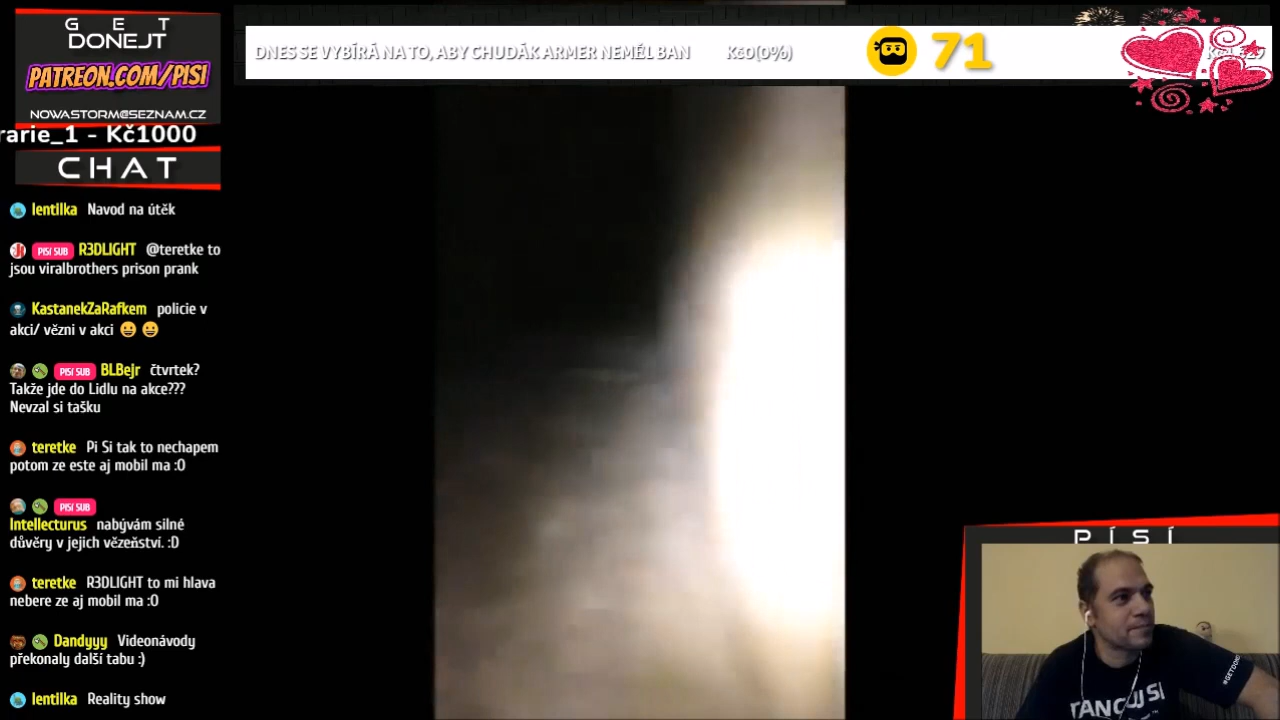 GET
DONEJT
PATREON.COM/PISI
NOWASTORM@SEZNAM.CZ
rarie_1 - Kč1000
CHAT
DNES SE VYBÍRÁ NA TO, ABY CHUDÁK ARMER NEMĚL BAN Kč0(0%)
71
lentilka Navod na útěk
PISI SUB R3DLIGHT @teretke to
jsou viralbrothers prison prank
KastanekZaRafkem policie v
akci/ vězni v akci 😀 😀
PISI SUB BLBejr čtvrtek?
Takže jde do Lidlu na akce???
Nevzal si tašku
teretke Pi Si tak to nechapem
potom ze este aj mobil ma :O
PISI SUB
Intellecturus nabývám silné
důvěry v jejich vězeňství. :D
teretke R3DLIGHT to mi hlava
nebere ze aj mobil ma :O
Dandyyy Videonávody
překonaly další tabu :)
lentilka Reality show
PÍSÍ